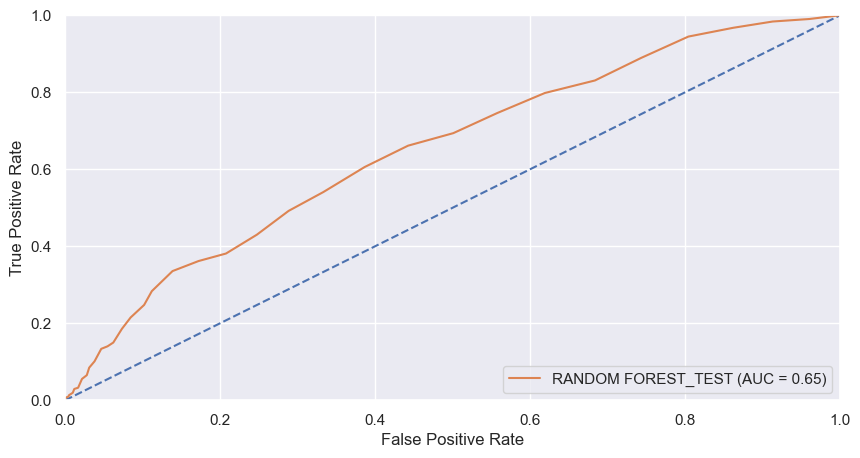 1.0
0.8
0.6
0.4
0.2
0.0
True Positive Rate
RANDOM FOREST_TEST (AUC = 0.65)
0.0 0.2 0.4 0.6 0.8 1.0
False Positive Rate